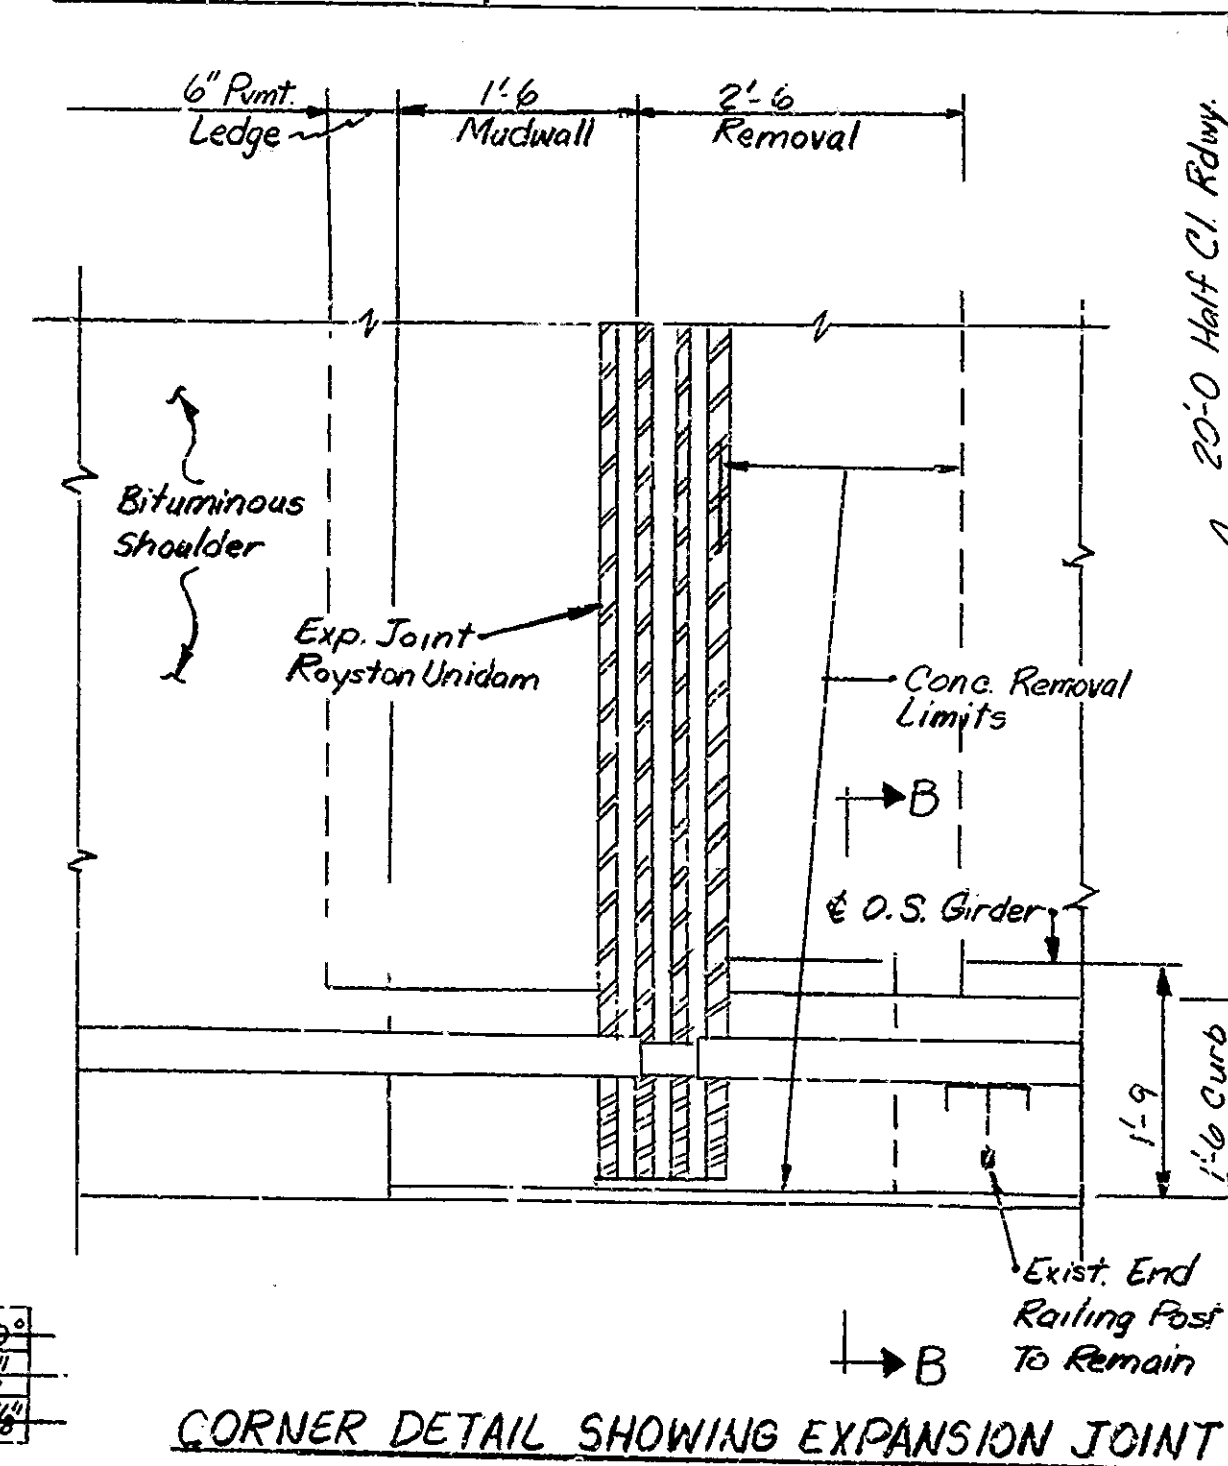 6" Pvmt.
Ledge
1'-6
Mudwall
2'-6
Removal
20'-0 Half Cl. Rdwy.
Bituminous
Shoulder
Exp. Joint
Royston Unidam
Conc. Removal
Limits
B
℄ O.S. Girder
1'-9
1'-6 Curb
Exist. End
Railing Post
To Remain
B
CORNER DETAIL SHOWING EXPANSION JOINT